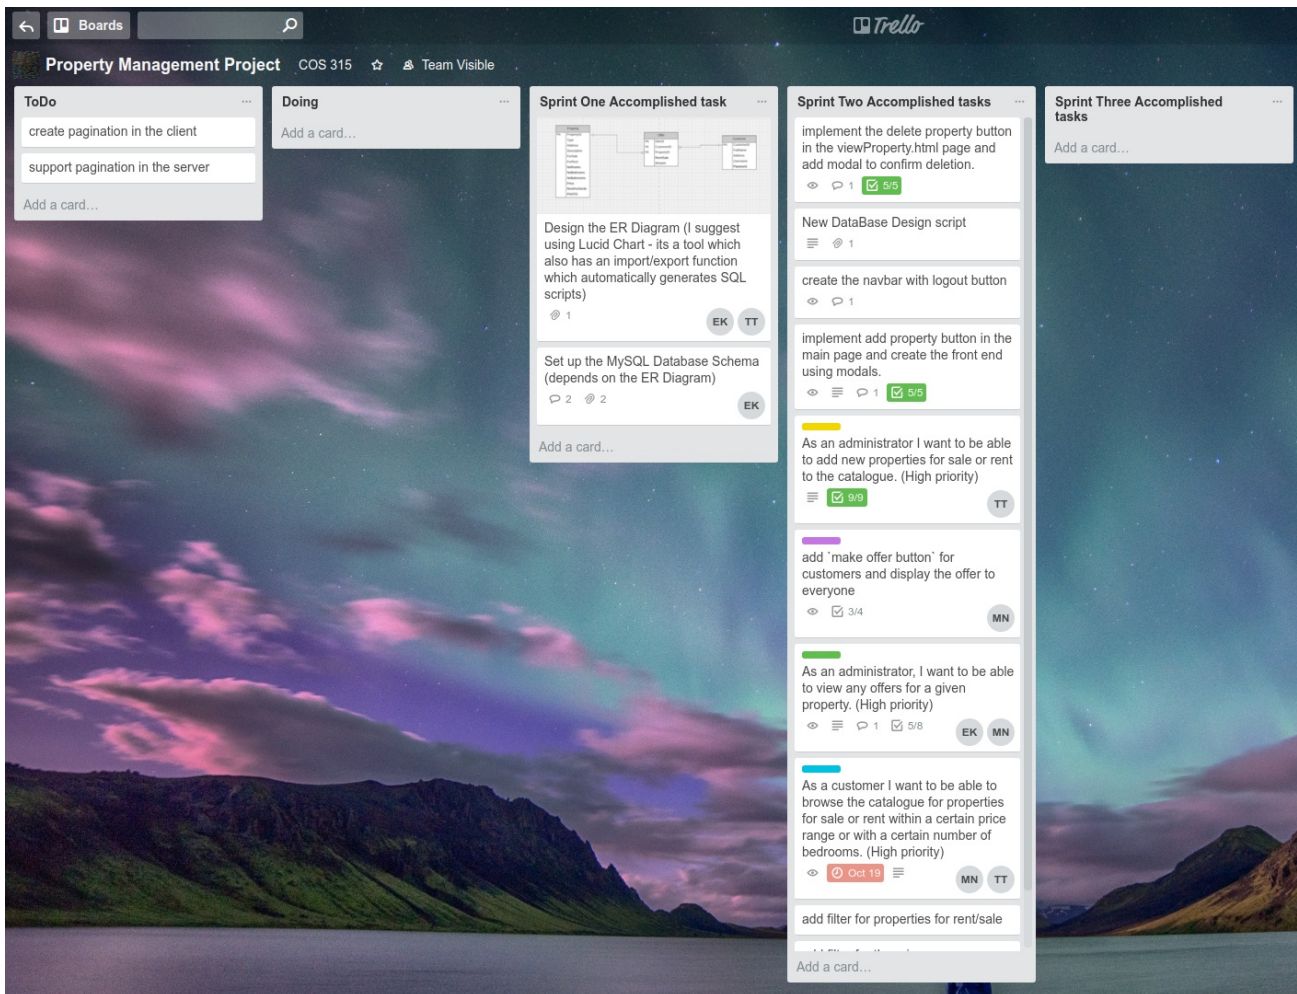 Boards
Trello
Property Management Project COS 315 Team Visible
ToDo
create pagination in the client
support pagination in the server
Add a card…
Doing
Add a card…
Sprint One Accomplished task
Design the ER Diagram (I suggest
using Lucid Chart - its a tool which
also has an import/export function
which automatically generates SQL
scripts)
1
EK TT
Set up the MySQL Database Schema
(depends on the ER Diagram)
2 2
EK
Add a card…
Sprint Two Accomplished tasks
implement the delete property button
in the viewProperty.html page and
add modal to confirm deletion.
1 5/5
New DataBase Design script
1
create the navbar with logout button
1
implement add property button in the
main page and create the front end
using modals.
1 5/5
As an administrator I want to be able
to add new properties for sale or rent
to the catalogue. (High priority)
9/9
TT
add `make offer button` for
customers and display the offer to
everyone
3/4
MN
As an administrator, I want to be able
to view any offers for a given
property. (High priority)
1 5/8
EK MN
As a customer I want to be able to
browse the catalogue for properties
for sale or rent within a certain price
range or with a certain number of
bedrooms. (High priority)
Oct 19
MN TT
add filter for properties for rent/sale
Add a card…
Sprint Three Accomplished
tasks
Add a card…